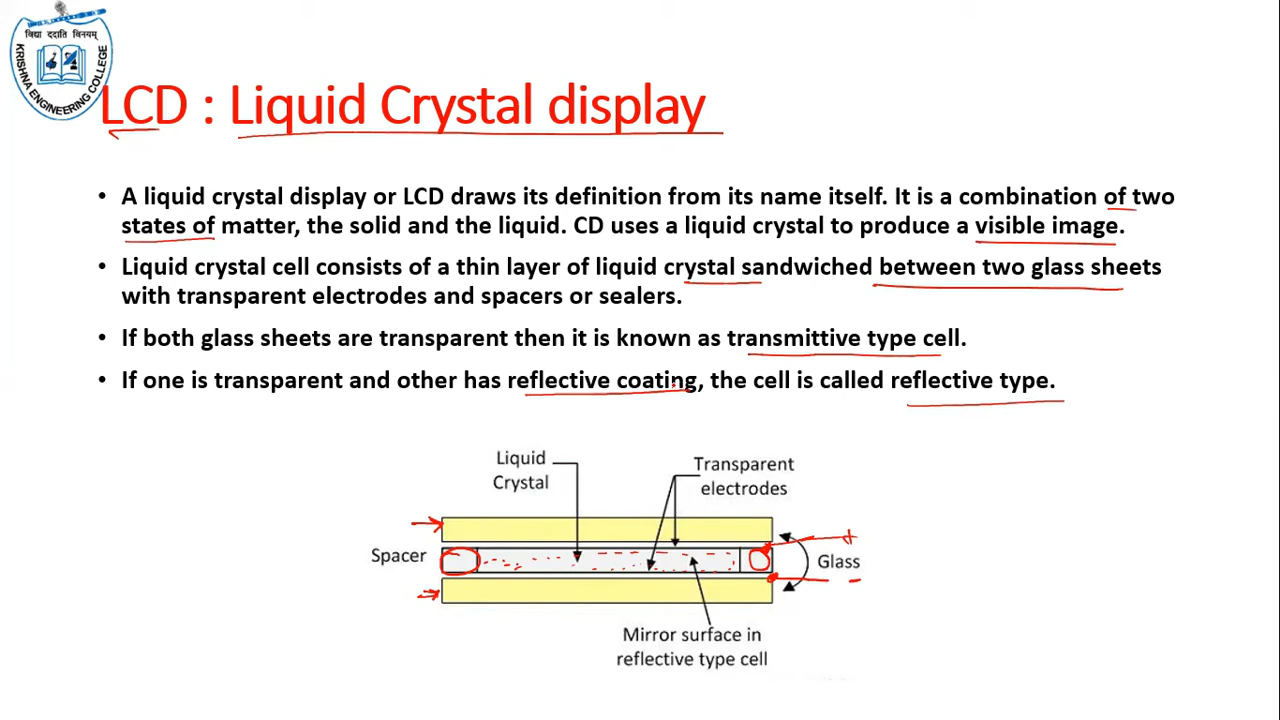 विद्या ददाति विनयम्
KRISHNA ENGINEERING COLLEGE
LCD : Liquid Crystal display
• A liquid crystal display or LCD draws its definition from its name itself. It is a combination of two
states of matter, the solid and the liquid. CD uses a liquid crystal to produce a visible image.
• Liquid crystal cell consists of a thin layer of liquid crystal sandwiched between two glass sheets
with transparent electrodes and spacers or sealers.
• If both glass sheets are transparent then it is known as transmittive type cell.
• If one is transparent and other has reflective coating, the cell is called reflective type.
Liquid
Crystal
Transparent
electrodes
Spacer
+
Glass
-
Mirror surface in
reflective type cell